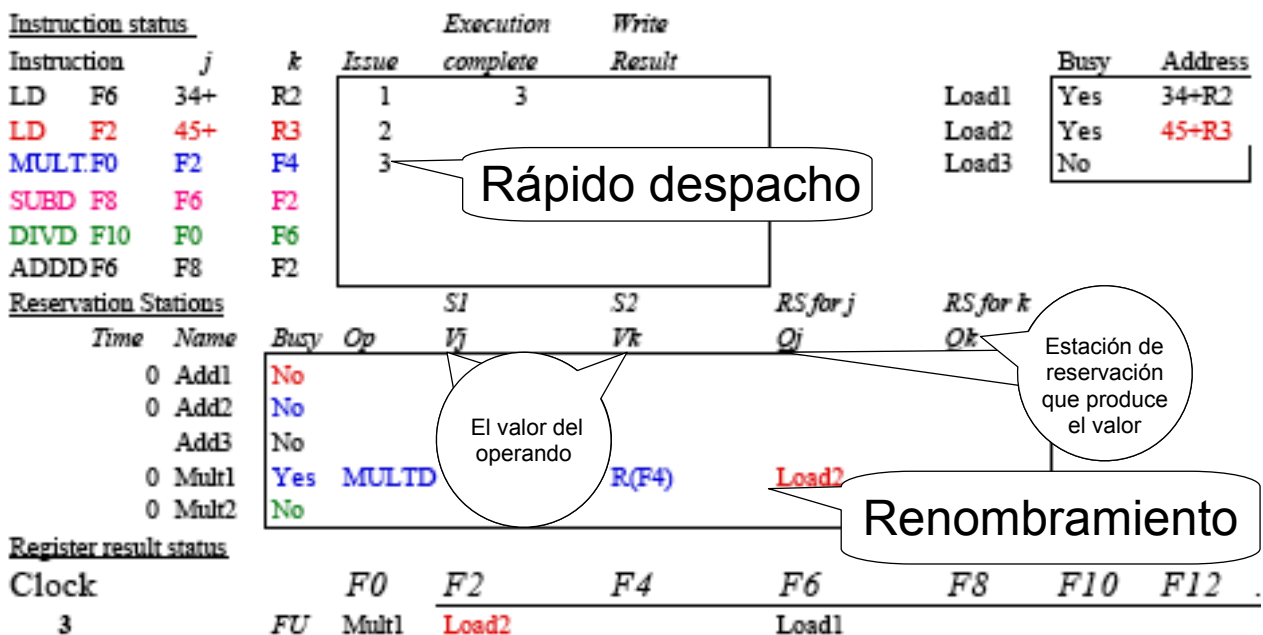 Instruction status Execution Write
Instruction j k Issue complete Result Busy Address
LD F6 34+ R2 1 3 Load1 Yes 34+R2
LD F2 45+ R3 2 Load2 Yes 45+R3
MULT.F0 F2 F4 3 Load3 No
Rápido despacho
SUBD F8 F6 F2
DIVD F10 F0 F6
ADDD F6 F8 F2
Reservation Stations S1 S2 RS for j RS for k
Time Name Busy Op Vj Vk Qj Qk
0 Add1 No
0 Add2 No
Add3 No
0 Mult1 Yes MULTD R(F4) Load2
0 Mult2 No
El valor del
operando
Estación de
reservación
que produce
el valor
Renombramiento
Register result status
Clock F0 F2 F4 F6 F8 F10 F12 .
3 FU Mult1 Load2 Load1